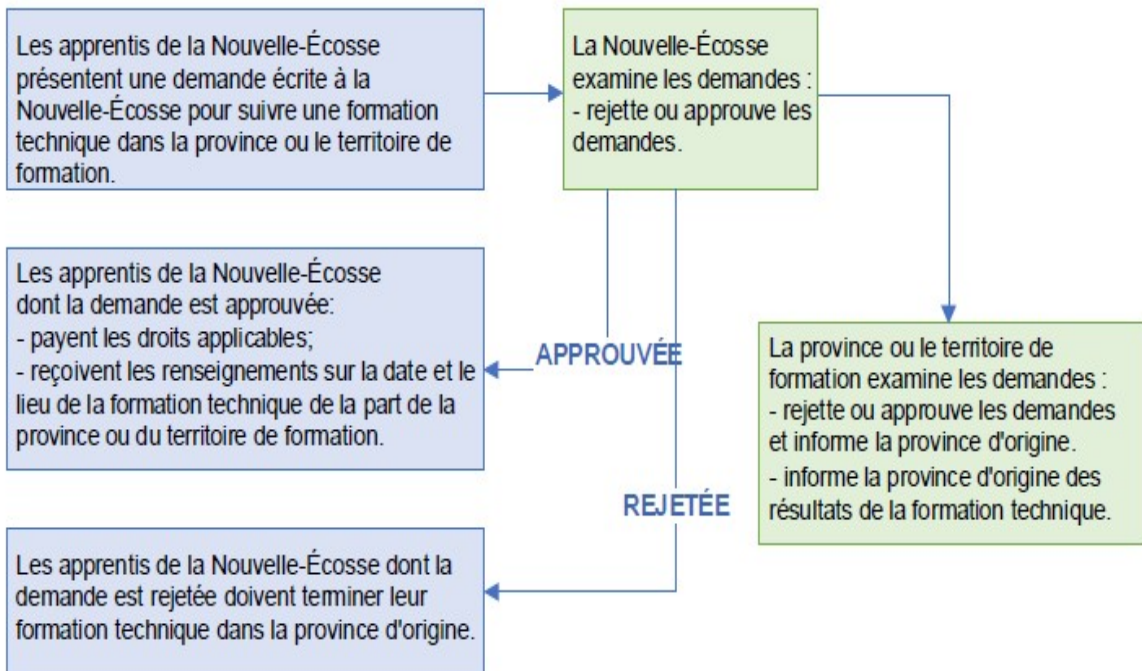 Les apprentis de la Nouvelle-Écosse
présentent une demande écrite à la
Nouvelle-Écosse pour suivre une formation
technique dans la province ou le territoire de
formation.
La Nouvelle-Écosse
examine les demandes :
- rejette ou approuve les
demandes.
Les apprentis de la Nouvelle-Écosse
dont la demande est approuvée:
- payent les droits applicables;
- reçoivent les renseignements sur la date et le
lieu de la formation technique de la part de la
province ou du territoire de formation.
APPROUVÉE
La province ou le territoire de
formation examine les demandes :
- rejette ou approuve les demandes
et informe la province d'origine.
- informe la province d'origine des
résultats de la formation technique.
REJETÉE
Les apprentis de la Nouvelle-Écosse dont la
demande est rejetée doivent terminer leur
formation technique dans la province d'origine.